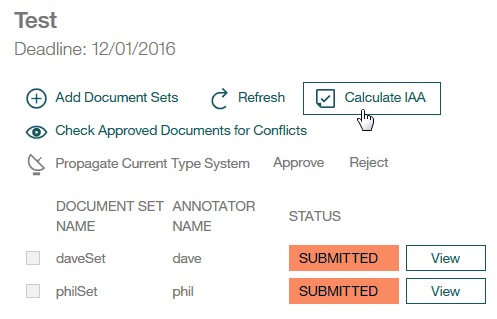 Test
Deadline: 12/01/2016
Add Document Sets Refresh Calculate IAA
Check Approved Documents for Conflicts
Propagate Current Type System Approve Reject
DOCUMENT SET NAME ANNOTATOR NAME STATUS
daveSet dave SUBMITTED View
philSet phil SUBMITTED View